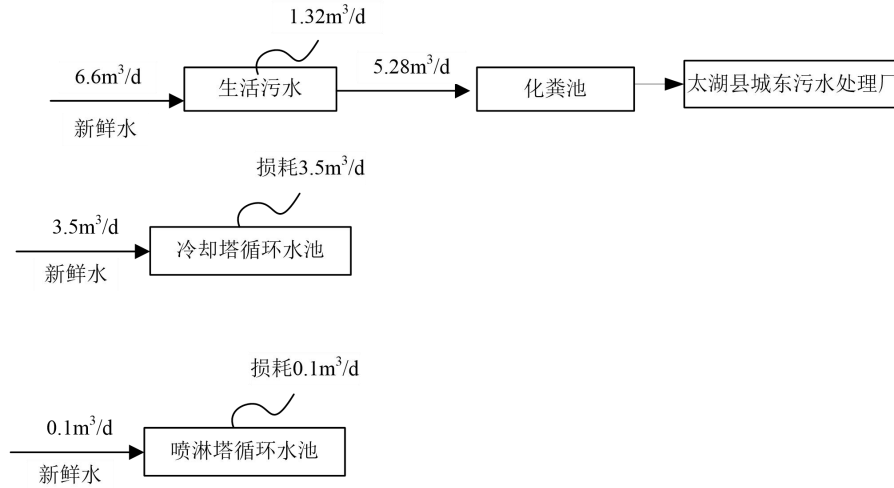 1.32m³/d
6.6m³/d
生活污水
5.28m³/d
化粪池
太湖县城东污水处理厂
新鲜水
损耗3.5m³/d
3.5m³/d
冷却塔循环水池
新鲜水
损耗0.1m³/d
0.1m³/d
喷淋塔循环水池
新鲜水